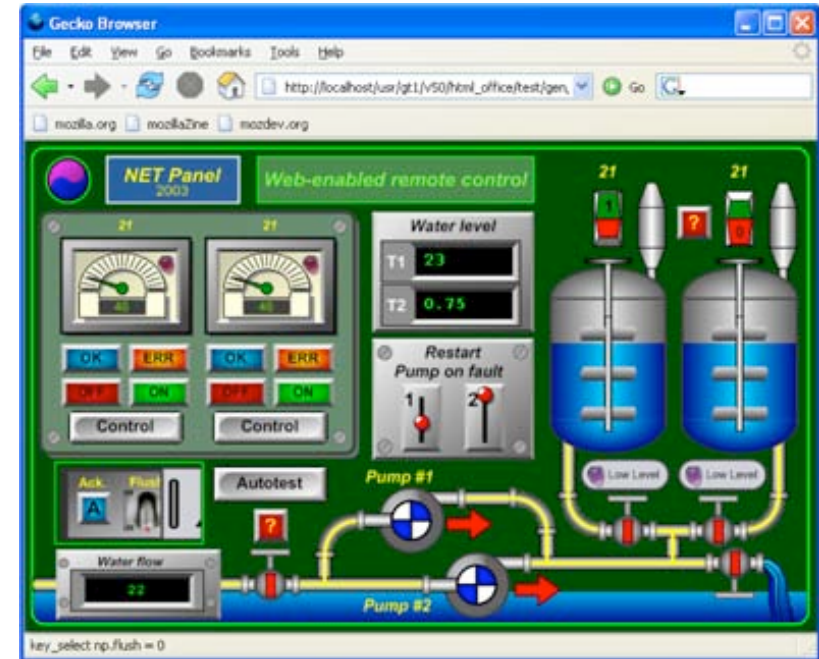 Gecko Browser
File Edit View Go Bookmarks Tools Help
http://localhost/usr/gt1/v50/html_office/test/gen, Go G
mozilla.org mozillaZine mozdev.org
NET Panel
2003
Web-enabled remote control
21 21
1 ? 0
21 21
Water level
T1 23
T2 0.75
OK ERR OK ERR
OFF ON OFF ON
Control Control
Restart
Pump on fault
1 2
Low Level Low Level
Ack. Flush
A
Autotest
Pump #1
?
Water flow
22
Pump #2
key_select np.flush = 0